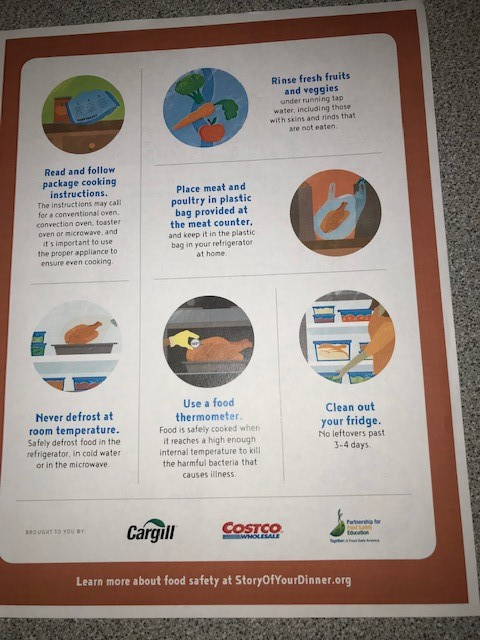 Read and follow
package cooking
instructions.
The instructions may call
for a conventional oven,
convection oven, toaster
oven or microwave, and
it's important to use
the proper appliance to
ensure even cooking.
Rinse fresh fruits
and veggies
under running tap
water, including those
with skins and rinds that
are not eaten.
Place meat and
poultry in plastic
bag provided at
the meat counter,
and keep it in the plastic
bag in your refrigerator
at home.
Never defrost at
room temperature.
Safely defrost food in the
refrigerator, in cold water
or in the microwave.
Use a food
thermometer.
Food is safely cooked when
it reaches a high enough
internal temperature to kill
the harmful bacteria that
causes illness.
Clean out
your fridge.
No leftovers past
3-4 days.
BROUGHT TO YOU BY:
Cargill
COSTCO
WHOLESALE
Partnership for
Food Safety
Education
Together: A Food Safe America
Learn more about food safety at StoryOfYourDinner.org